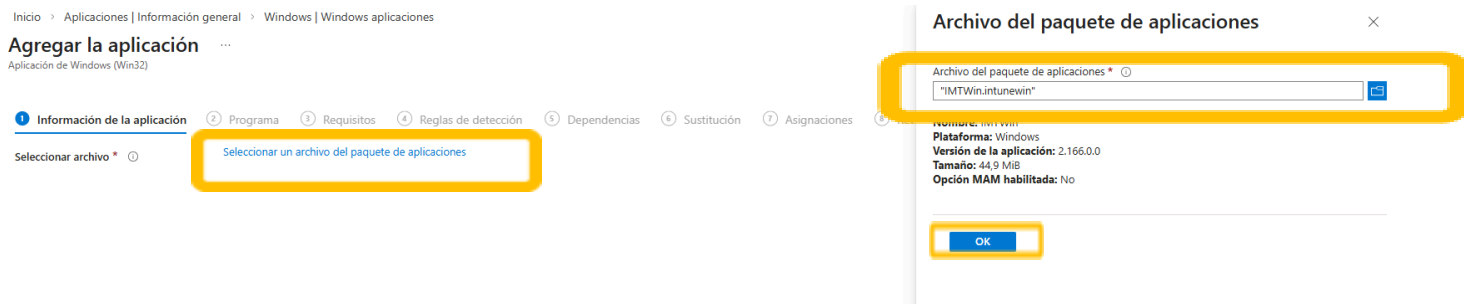 Inicio > Aplicaciones | Información general > Windows | Windows aplicaciones
Agregar la aplicación ...
Aplicación de Windows (Win32)
1 Información de la aplicación 2 Programa 3 Requisitos 4 Reglas de detección 5 Dependencias 6 Sustitución 7 Asignaciones 8
Seleccionar archivo *
Seleccionar un archivo del paquete de aplicaciones
Archivo del paquete de aplicaciones
Archivo del paquete de aplicaciones *
"IMTWin.intunewin"
Nombre: IMTWin
Plataforma: Windows
Versión de la aplicación: 2.166.0.0
Tamaño: 44,9 MiB
Opción MAM habilitada: No
OK